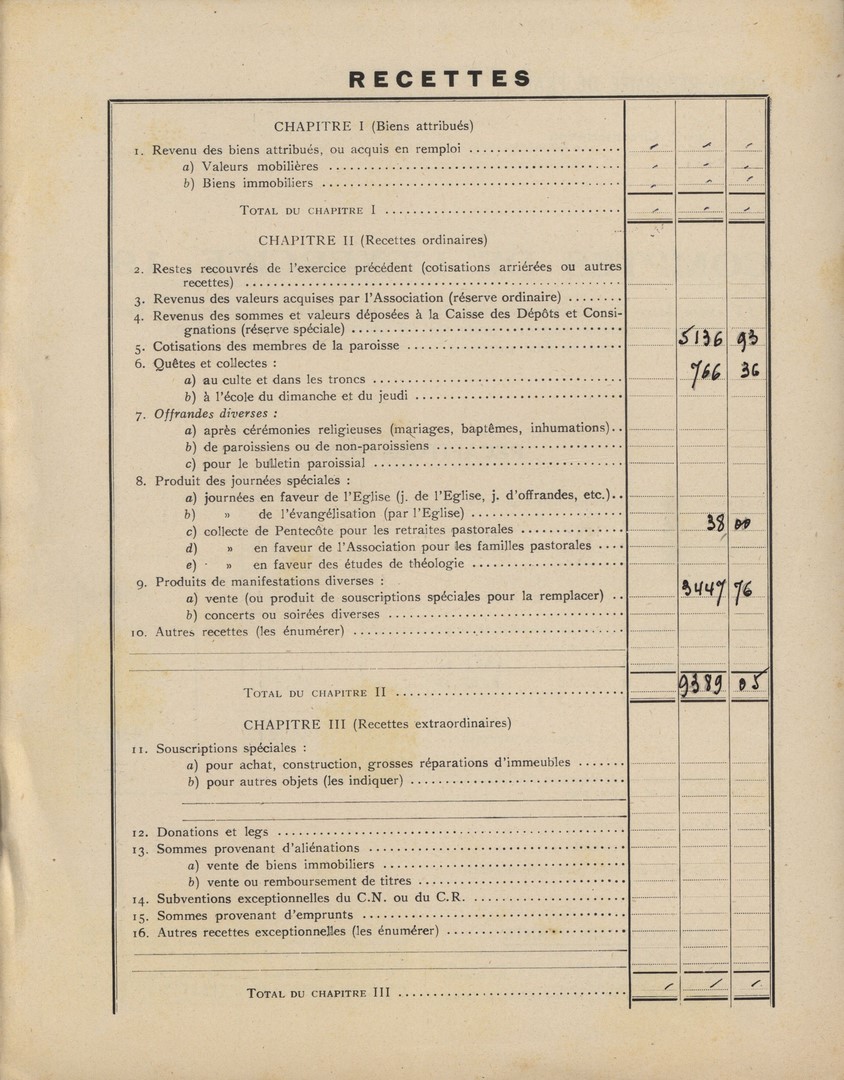 RECETTES
CHAPITRE I (Biens attribués)
1. Revenu des biens attribués, ou acquis en remploi
a) Valeurs mobilières
b) Biens immobiliers
TOTAL DU CHAPITRE I
CHAPITRE II (Recettes ordinaires)
2. Restes recouvrés de l'exercice précédent (cotisations arriérées ou autres
recettes)
3. Revenus des valeurs acquises par l'Association (réserve ordinaire)
4. Revenus des sommes et valeurs déposées à la Caisse des Dépôts et Consi-
gnations (réserve spéciale)
5. Cotisations des membres de la paroisse 5136 93
6. Quêtes et collectes :
a) au culte et dans les troncs 766 36
b) à l'école du dimanche et du jeudi
7. Offrandes diverses :
a) après cérémonies religieuses (mariages, baptêmes, inhumations)
b) de paroissiens ou de non-paroissiens
c) pour le bulletin paroissial
8. Produit des journées spéciales :
a) journées en faveur de l'Eglise (j. de l'Eglise, j. d'offrandes, etc.)
b) » de l'évangélisation (par l'Eglise)
c) collecte de Pentecôte pour les retraites pastorales 38 00
d) » en faveur de l'Association pour les familles pastorales
e) » en faveur des études de théologie
9. Produits de manifestations diverses :
a) vente (ou produit de souscriptions spéciales pour la remplacer) 3447 76
b) concerts ou soirées diverses
10. Autres recettes (les énumérer)
TOTAL DU CHAPITRE II 9389 05
CHAPITRE III (Recettes extraordinaires)
11. Souscriptions spéciales :
a) pour achat, construction, grosses réparations d'immeubles
b) pour autres objets (les indiquer)
12. Donations et legs
13. Sommes provenant d'aliénations
a) vente de biens immobiliers
b) vente ou remboursement de titres
14. Subventions exceptionnelles du C.N. ou du C.R.
15. Sommes provenant d'emprunts
16. Autres recettes exceptionnelles (les énumérer)
TOTAL DU CHAPITRE III